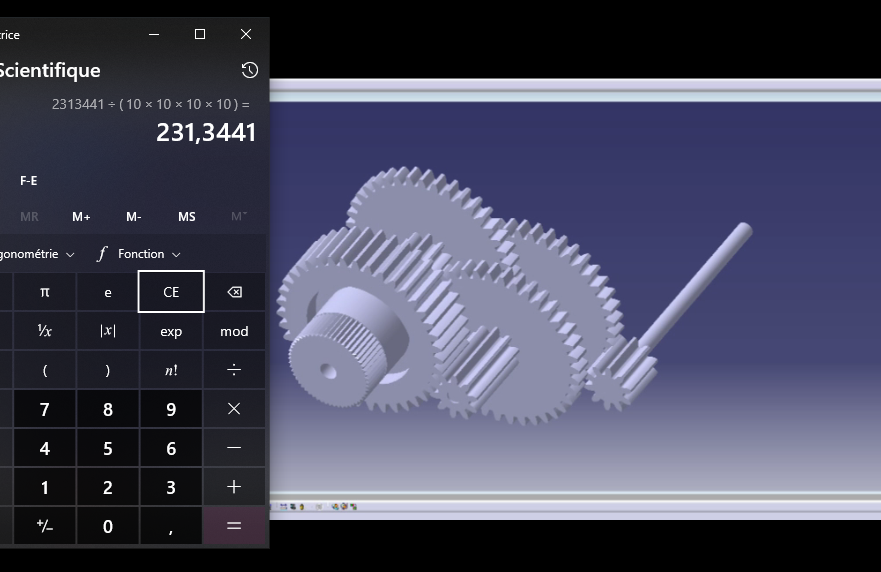 trice
Scientifique
2313441 ÷ ( 10 × 10 × 10 × 10 ) =
231,3441
F-E
MR M+ M- MS M˅
gonométrie f Fonction
π e CE
¹⁄x |x| exp mod
( ) n! ÷
7 8 9 ×
4 5 6 −
1 2 3 +
+/− 0 , =